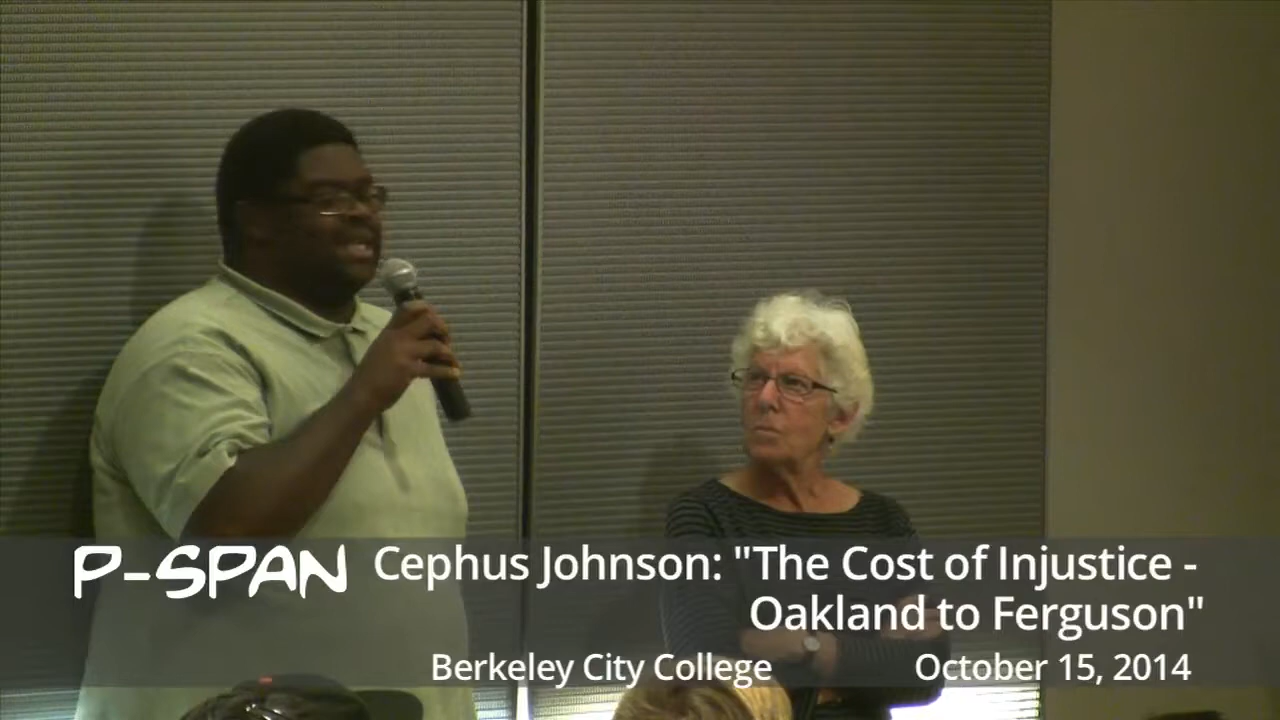 P-SPAN Cephus Johnson: "The Cost of Injustice -
Oakland to Ferguson"
Berkeley City College October 15, 2014